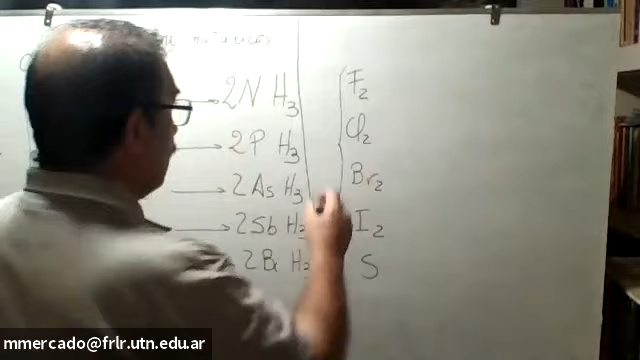 2NH₃
2PH₃
2AsH₃
2SbH₃
2BiH₃
F₂
Cl₂
Br₂
I₂
S
mmercado@frlr.utn.edu.ar